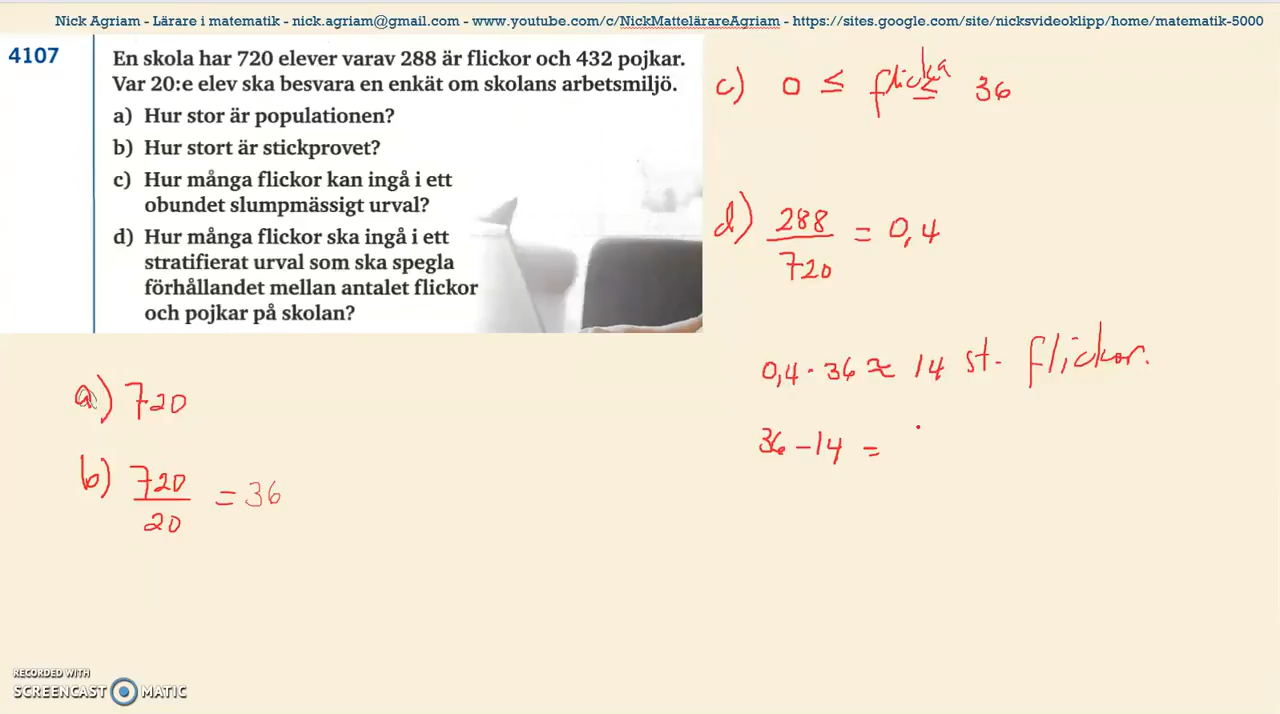 Nick Agriam - Lärare i matematik - nick.agriam@gmail.com - www.youtube.com/c/NickMattelärareAgriam - https://sites.google.com/site/nicksvideoklipp/home/matematik-5000
4107
En skola har 720 elever varav 288 är flickor och 432 pojkar.
Var 20:e elev ska besvara en enkät om skolans arbetsmiljö.
a) Hur stor är populationen?
b) Hur stort är stickprovet?
c) Hur många flickor kan ingå i ett
obundet slumpmässigt urval?
d) Hur många flickor ska ingå i ett
stratifierat urval som ska spegla
förhållandet mellan antalet flickor
och pojkar på skolan?
a) 720
b) 720
20
= 36
c) 0 ≤ flicka ≤ 36
d) 288
720
= 0,4
0,4 · 36 ≈ 14 st. flickor.
36 - 14 =
RECORDED WITH
SCREENCAST MATIC